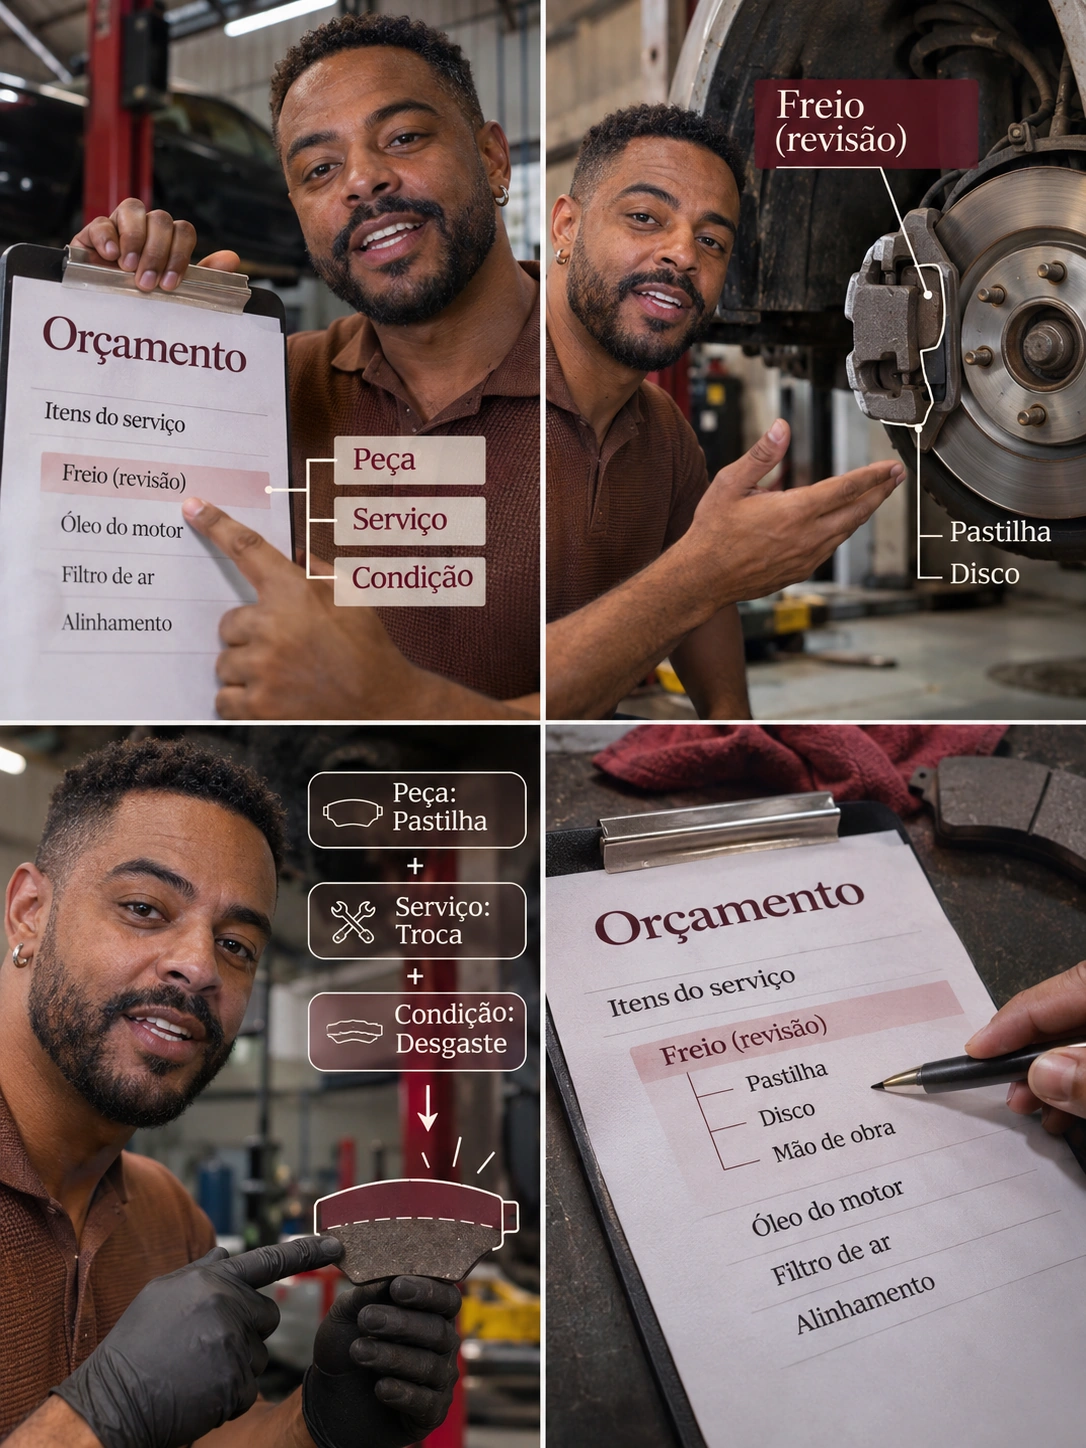 Orçamento
Itens do serviço
Freio (revisão)
Óleo do motor
Filtro de ar
Alinhamento
Peça
Serviço
Condição
Freio
(revisão)
Pastilha
Disco
Peça:
Pastilha
+
Serviço:
Troca
+
Condição:
Desgaste
Orçamento
Itens do serviço
Freio (revisão)
Pastilha
Disco
Mão de obra
Óleo do motor
Filtro de ar
Alinhamento